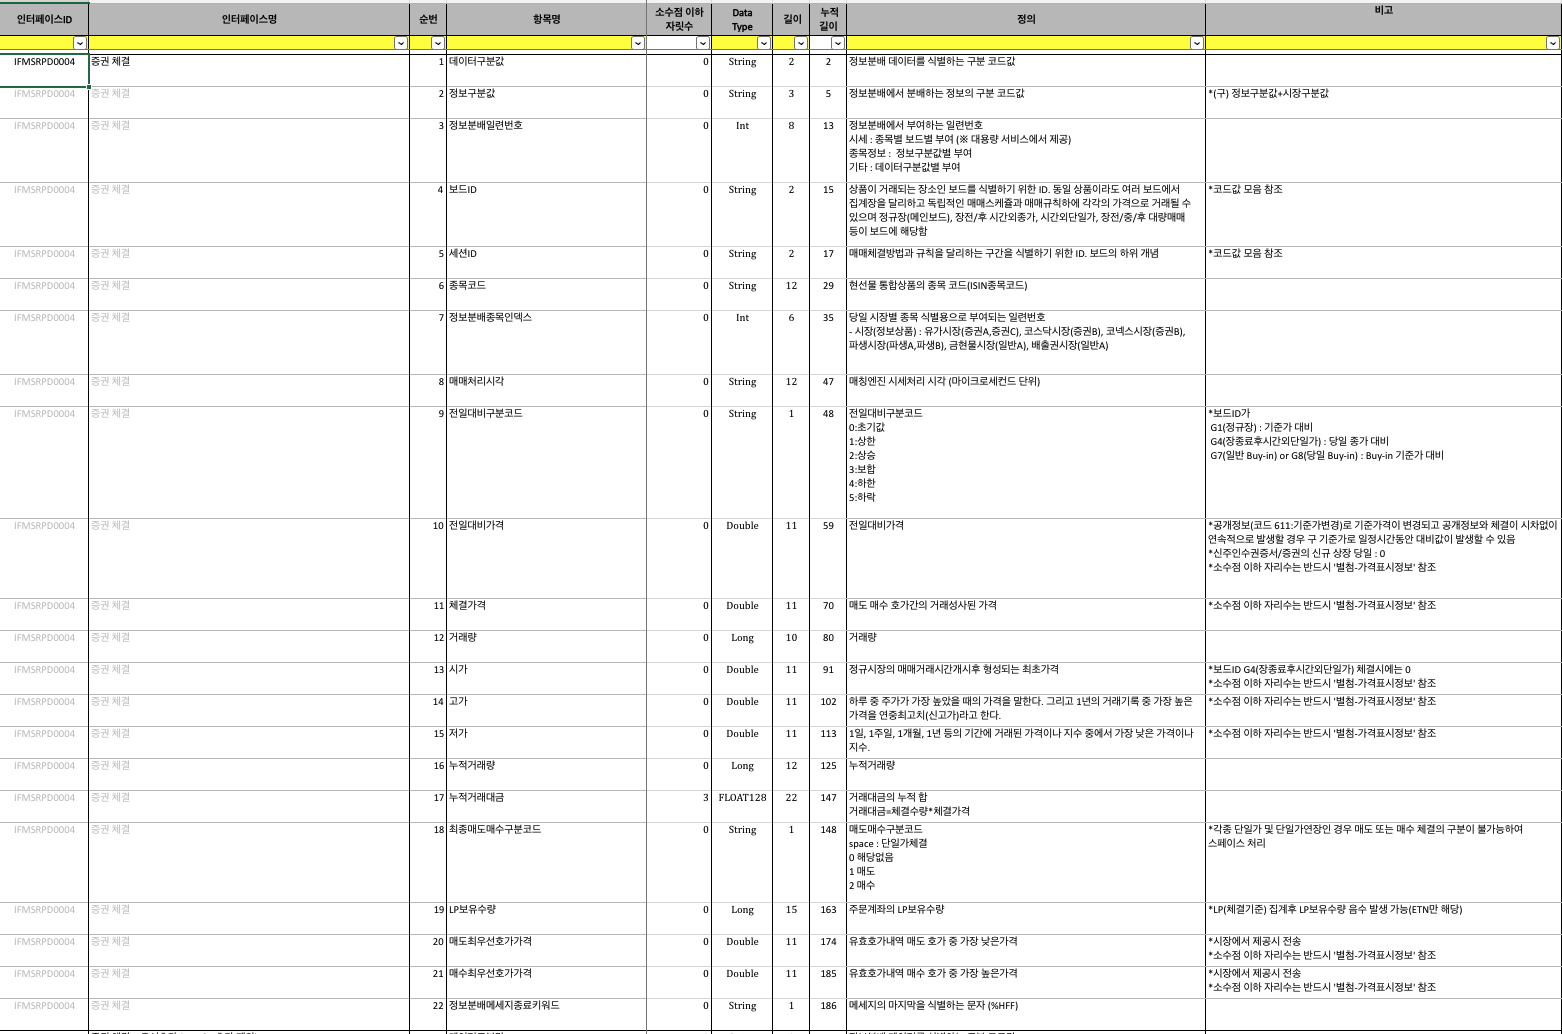 인터페이스ID 인터페이스명 순번 항목명 소수점 이하 자릿수 Data Type 길이 누적 길이 정의 비고
IFMSRPD0004 증권 체결 1 데이터구분값 0 String 2 2 정보분배 데이터를 식별하는 구분 코드값
IFMSRPD0004 증권 체결 2 정보구분값 0 String 3 5 정보분배에서 분배하는 정보의 구분 코드값 *(구) 정보구분값+시장구분값
IFMSRPD0004 증권 체결 3 정보분배일련번호 0 Int 8 13 정보분배에서 부여하는 일련번호
시세 : 종목별 보드별 부여 (※ 대용량 서비스에서 제공)
종목정보 : 정보구분값별 부여
기타 : 데이터구분값별 부여
IFMSRPD0004 증권 체결 4 보드ID 0 String 2 15 상품이 거래되는 장소인 보드를 식별하기 위한 ID. 동일 상품이라도 여러 보드에서 *코드값 모음 참조
집계장을 달리하고 독립적인 매매스케쥴과 매매규칙하에 각각의 가격으로 거래될 수
있으며 정규장(메인보드), 장전/후 시간외종가, 시간외단일가, 장전/중/후 대량매매
등이 보드에 해당함
IFMSRPD0004 증권 체결 5 세션ID 0 String 2 17 매매체결방법과 규칙을 달리하는 구간을 식별하기 위한 ID. 보드의 하위 개념 *코드값 모음 참조
IFMSRPD0004 증권 체결 6 종목코드 0 String 12 29 현선물 통합상품의 종목 코드(ISIN종목코드)
IFMSRPD0004 증권 체결 7 정보분배종목인덱스 0 Int 6 35 당일 시장별 종목 식별용으로 부여되는 일련번호
- 시장(정보상품) : 유가시장(증권A,증권C), 코스닥시장(증권B), 코넥스시장(증권B),
파생시장(파생A,파생B), 금현물시장(일반A), 배출권시장(일반A)
IFMSRPD0004 증권 체결 8 매매처리시각 0 String 12 47 매칭엔진 시세처리 시각 (마이크로세컨드 단위)
IFMSRPD0004 증권 체결 9 전일대비구분코드 0 String 1 48 전일대비구분코드 *보드ID가
0:초기값 G1(정규장) : 기준가 대비
1:상한 G4(장종료후시간외단일가) : 당일 종가 대비
2:상승 G7(일반 Buy-in) or G8(당일 Buy-in) : Buy-in 기준가 대비
3:보합
4:하한
5:하락
IFMSRPD0004 증권 체결 10 전일대비가격 0 Double 11 59 전일대비가격 *공개정보(코드 611:기준가변경)로 기준가격이 변경되고 공개정보와 체결이 시차없이
연속적으로 발생할 경우 구 기준가로 일정시간동안 대비값이 발생할 수 있음
*신주인수권증서/증권의 신규 상장 당일 : 0
*소수점 이하 자리수는 반드시 '별첨-가격표시정보' 참조
IFMSRPD0004 증권 체결 11 체결가격 0 Double 11 70 매도 매수 호가간의 거래성사된 가격 *소수점 이하 자리수는 반드시 '별첨-가격표시정보' 참조
IFMSRPD0004 증권 체결 12 거래량 0 Long 10 80 거래량
IFMSRPD0004 증권 체결 13 시가 0 Double 11 91 정규시장의 매매거래시간개시후 형성되는 최초가격 *보드ID G4(장종료후시간외단일가) 체결시에는 0
*소수점 이하 자리수는 반드시 '별첨-가격표시정보' 참조
IFMSRPD0004 증권 체결 14 고가 0 Double 11 102 하루 중 주가가 가장 높았을 때의 가격을 말한다. 그리고 1년의 거래기록 중 가장 높은 *소수점 이하 자리수는 반드시 '별첨-가격표시정보' 참조
가격을 연중최고치(신고가)라고 한다.
IFMSRPD0004 증권 체결 15 저가 0 Double 11 113 1일, 1주일, 1개월, 1년 등의 기간에 거래된 가격이나 지수 중에서 가장 낮은 가격이나 *소수점 이하 자리수는 반드시 '별첨-가격표시정보' 참조
지수.
IFMSRPD0004 증권 체결 16 누적거래량 0 Long 12 125 누적거래량
IFMSRPD0004 증권 체결 17 누적거래대금 3 FLOAT128 22 147 거래대금의 누적 합
거래대금=체결수량*체결가격
IFMSRPD0004 증권 체결 18 최종매도매수구분코드 0 String 1 148 매도매수구분코드 *각종 단일가 및 단일가연장인 경우 매도 또는 매수 체결의 구분이 불가능하여
space : 단일가체결 스페이스 처리
0 해당없음
1 매도
2 매수
IFMSRPD0004 증권 체결 19 LP보유수량 0 Long 15 163 주문계좌의 LP보유수량 *LP(체결기준) 집계후 LP보유수량 음수 발생 가능(ETN만 해당)
IFMSRPD0004 증권 체결 20 매도최우선호가가격 0 Double 11 174 유효호가내역 매도 호가 중 가장 낮은가격 *시장에서 제공시 전송
*소수점 이하 자리수는 반드시 '별첨-가격표시정보' 참조
IFMSRPD0004 증권 체결 21 매수최우선호가가격 0 Double 11 185 유효호가내역 매수 호가 중 가장 높은가격 *시장에서 제공시 전송
*소수점 이하 자리수는 반드시 '별첨-가격표시정보' 참조
IFMSRPD0004 증권 체결 22 정보분배메세지종료키워드 0 String 1 186 메세지의 마지막을 식별하는 문자 (%HFF)